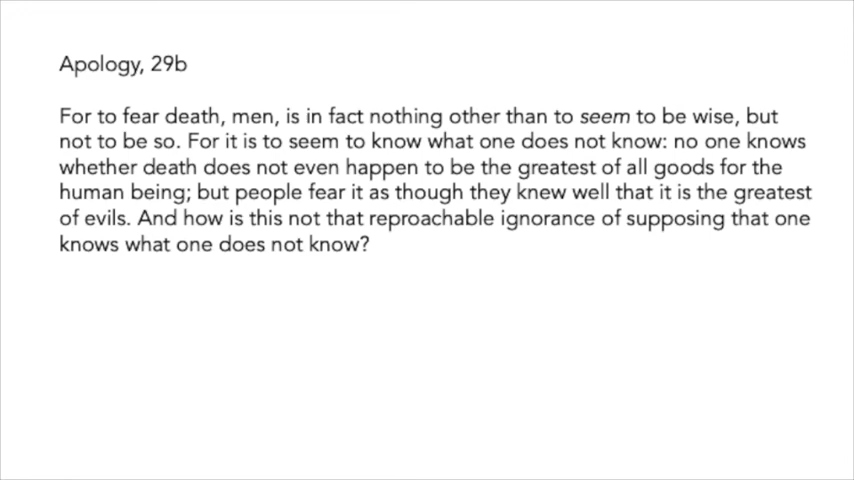 Apology, 29b
For to fear death, men, is in fact nothing other than to seem to be wise, but
not to be so. For it is to seem to know what one does not know: no one knows
whether death does not even happen to be the greatest of all goods for the
human being; but people fear it as though they knew well that it is the greatest
of evils. And how is this not that reproachable ignorance of supposing that one
knows what one does not know?